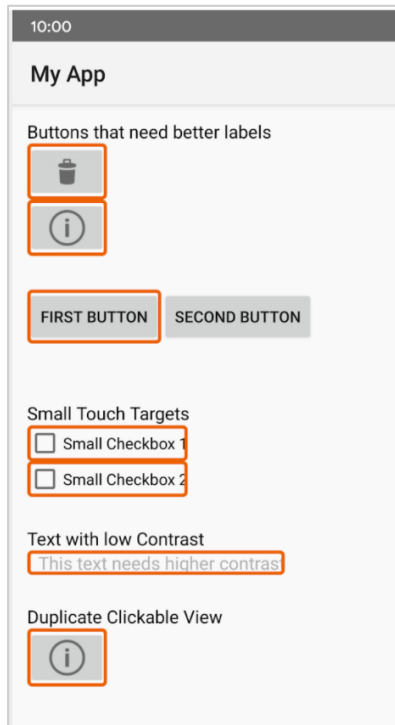 10:00
My App
Buttons that need better labels
FIRST BUTTON SECOND BUTTON
Small Touch Targets
Small Checkbox 1
Small Checkbox 2
Text with low Contrast
This text needs higher contrast
Duplicate Clickable View